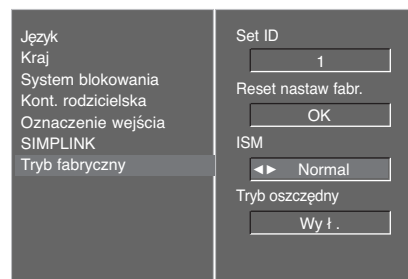 Język
Kraj
System blokowania
Kont. rodzicielska
Oznaczenie wejścia
SIMPLINK
Tryb fabryczny
Set ID
1
Reset nastaw fabr.
OK
ISM
◄► Normal
Tryb oszczędny
Wy ł .